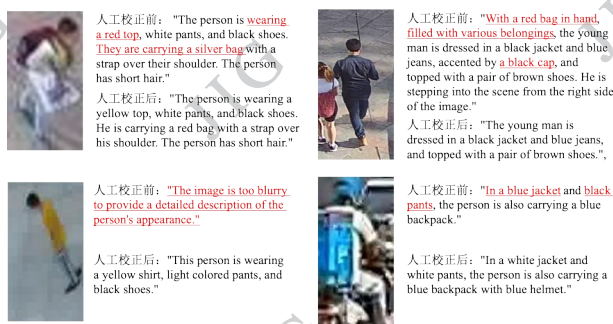 人工校正前: "The person is wearing
a red top, white pants, and black shoes.
They are carrying a silver bag with a
strap over their shoulder. The person
has short hair."
人工校正后: "The person is wearing a
yellow top, white pants, and black shoes.
He is carrying a red bag with a strap over
his shoulder. The person has short hair."
人工校正前: "With a red bag in hand,
filled with various belongings, the young
man is dressed in a black jacket and blue
jeans, accented by a black cap, and
topped with a pair of brown shoes. He is
stepping into the scene from the right side
of the image."
人工校正后: "The young man is
dressed in a black jacket and blue jeans,
and topped with a pair of brown shoes.",
人工校正前: "The image is too blurry
to provide a detailed description of the
person's appearance."
人工校正后: "This person is wearing
a yellow shirt, light colored pants, and
black shoes."
人工校正前: "In a blue jacket and black
pants, the person is also carrying a blue
backpack."
人工校正后: "In a white jacket and
white pants, the person is also carrying a
blue backpack with blue helmet."
JIG